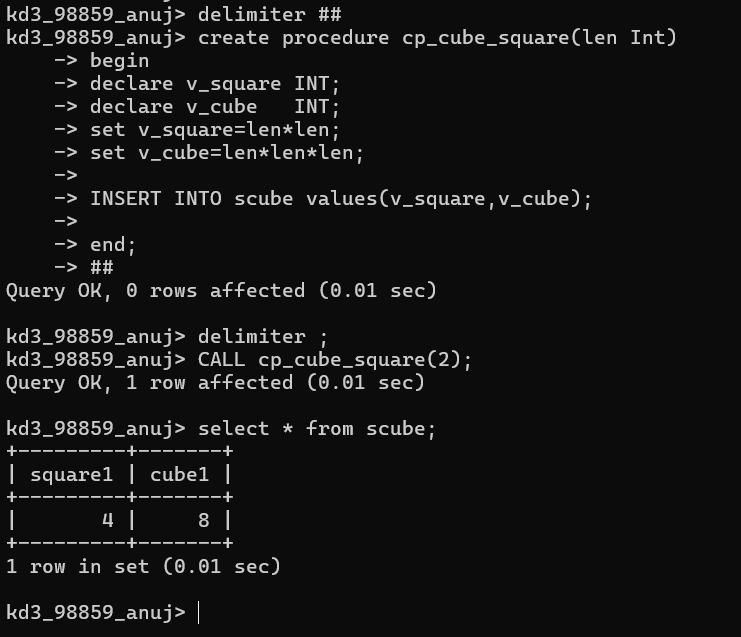 kd3_98859_anuj> delimiter ##
kd3_98859_anuj> create procedure cp_cube_square(len Int)
    -> begin
    -> declare v_square INT;
    -> declare v_cube   INT;
    -> set v_square=len*len;
    -> set v_cube=len*len*len;
    ->
    -> INSERT INTO scube values(v_square,v_cube);
    ->
    -> end;
    -> ##
Query OK, 0 rows affected (0.01 sec)

kd3_98859_anuj> delimiter ;
kd3_98859_anuj> CALL cp_cube_square(2);
Query OK, 1 row affected (0.01 sec)

kd3_98859_anuj> select * from scube;
+---------+-------+
| square1 | cube1 |
+---------+-------+
|       4 |     8 |
+---------+-------+
1 row in set (0.01 sec)

kd3_98859_anuj>